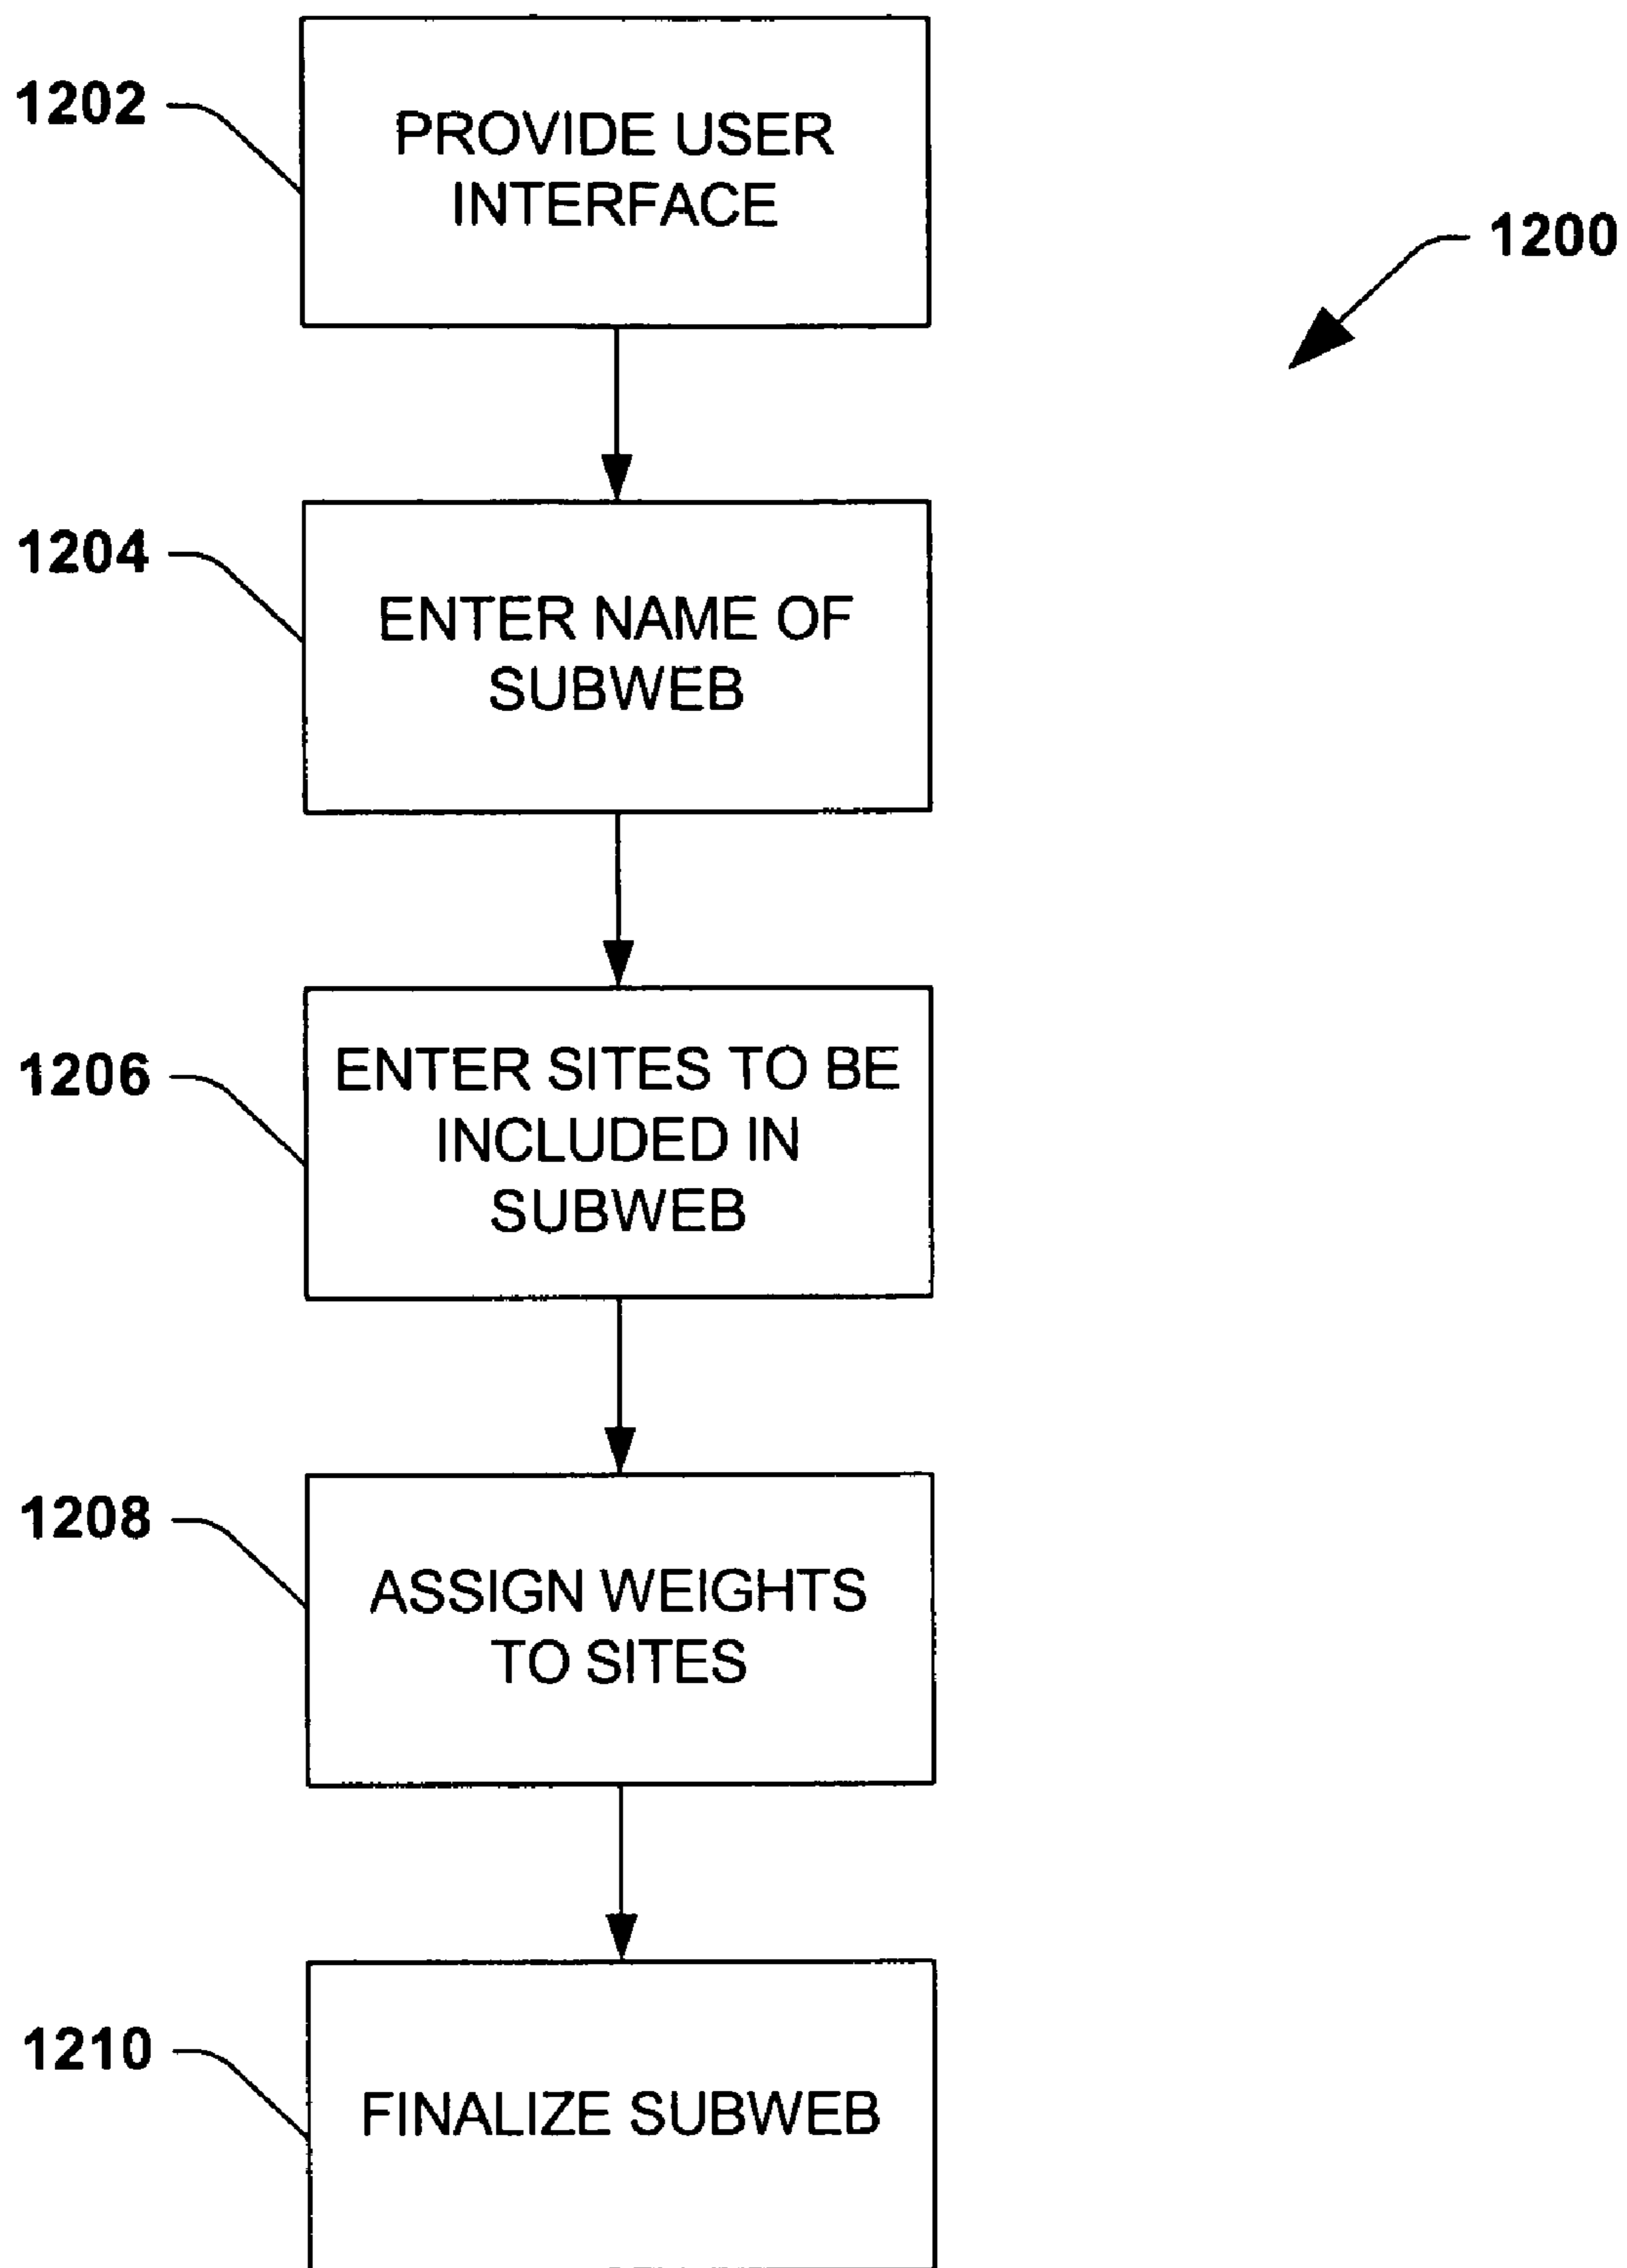 1202
PROVIDE USER
INTERFACE
1200
1204
ENTER NAME OF
SUBWEB
1206
ENTER SITES TO BE
INCLUDED IN
SUBWEB
1208
ASSIGN WEIGHTS
TO SITES
1210
FINALIZE SUBWEB